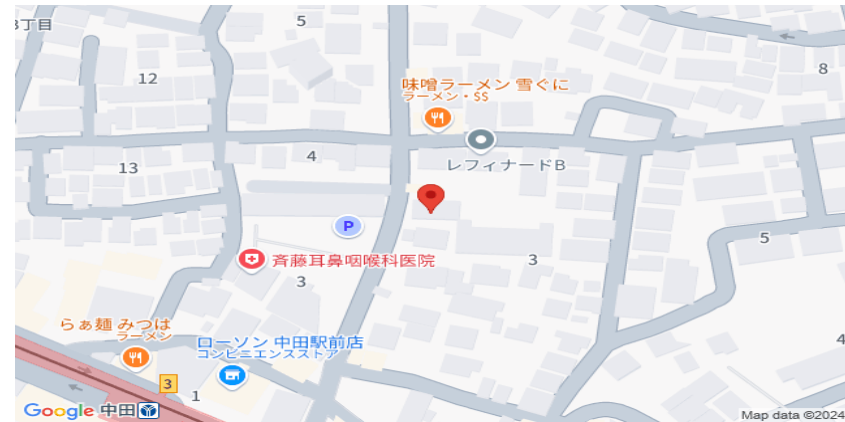 3丁目
5
12
8
味噌ラーメン 雪ぐに
ラーメン・SS
レフィナードB
4
13
P
斉藤耳鼻咽喉科医院
3
3
5
らぁ麺 みつは
ラーメン
ローソン 中田駅前店
コンビニエンスストア
4
3
1
Google
中田
Map data ©2024